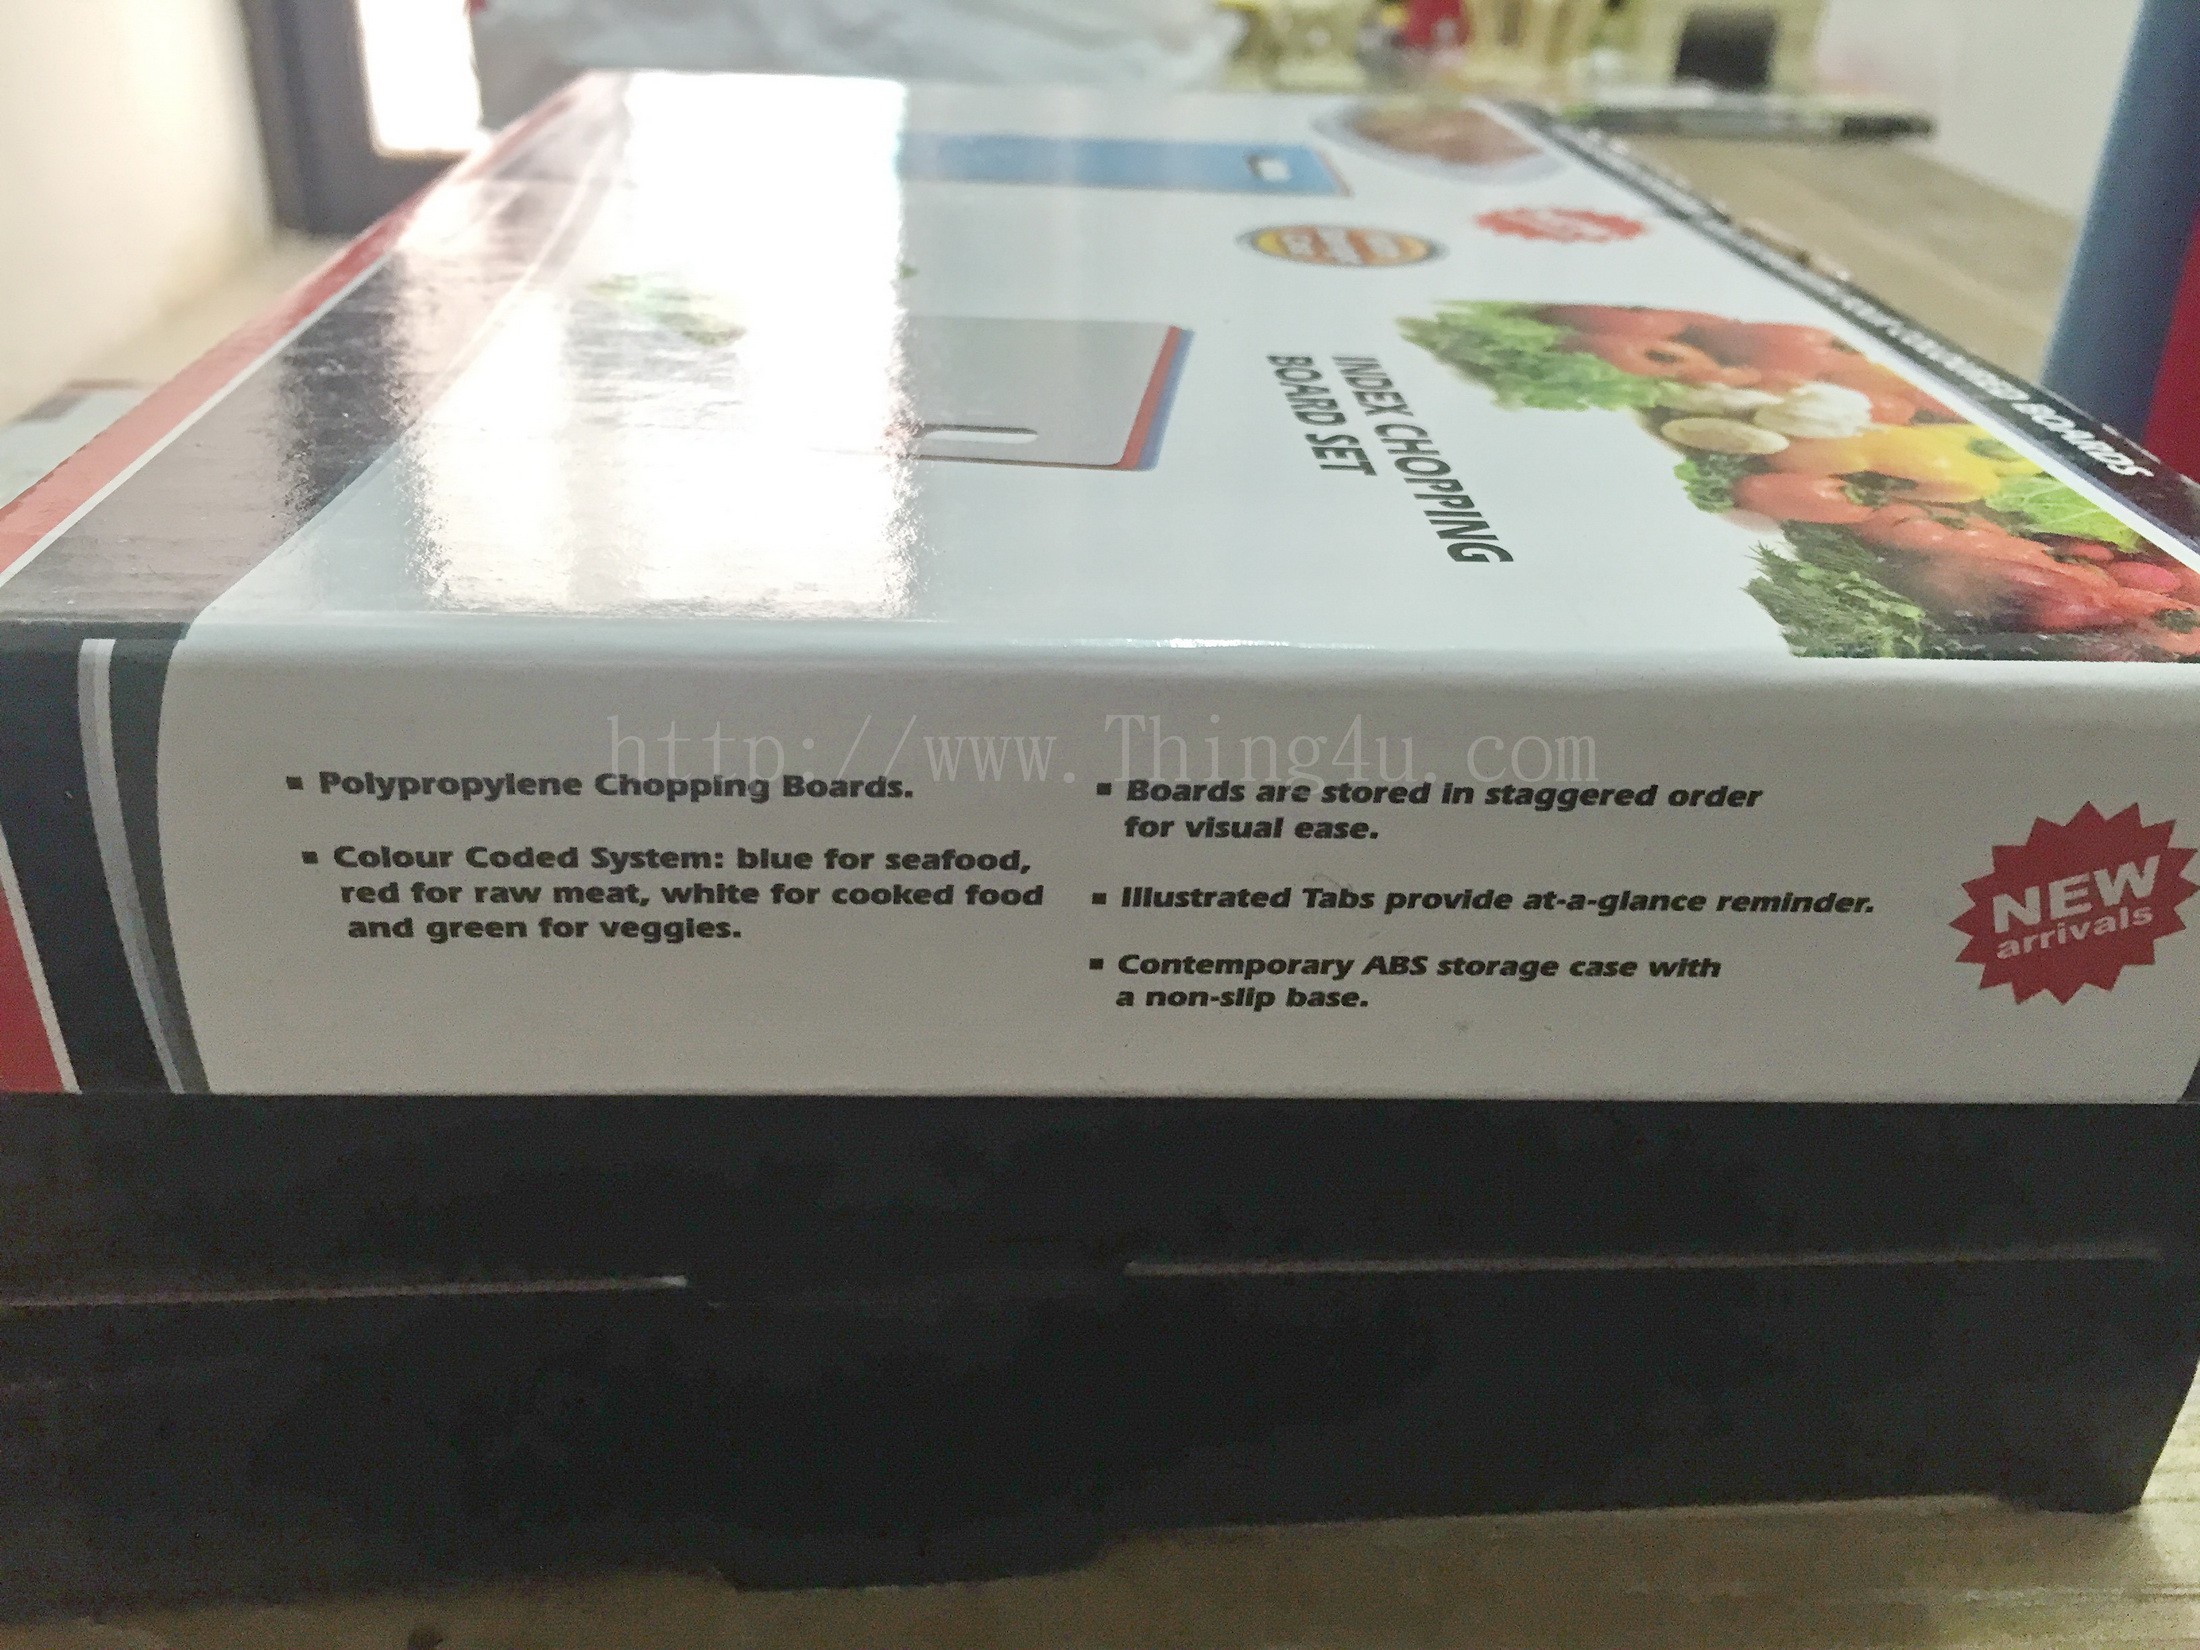 INDEX CHOPPING
BOARD SET
BOARDS
http://www.Thing4u.com
▪ Polypropylene Chopping Boards.
▪ Colour Coded System: blue for seafood,
red for raw meat, white for cooked food
and green for veggies.
▪ Boards are stored in staggered order
for visual ease.
▪ Illustrated Tabs provide at-a-glance reminder.
▪ Contemporary ABS storage case with
a non-slip base.
NEW
arrivals